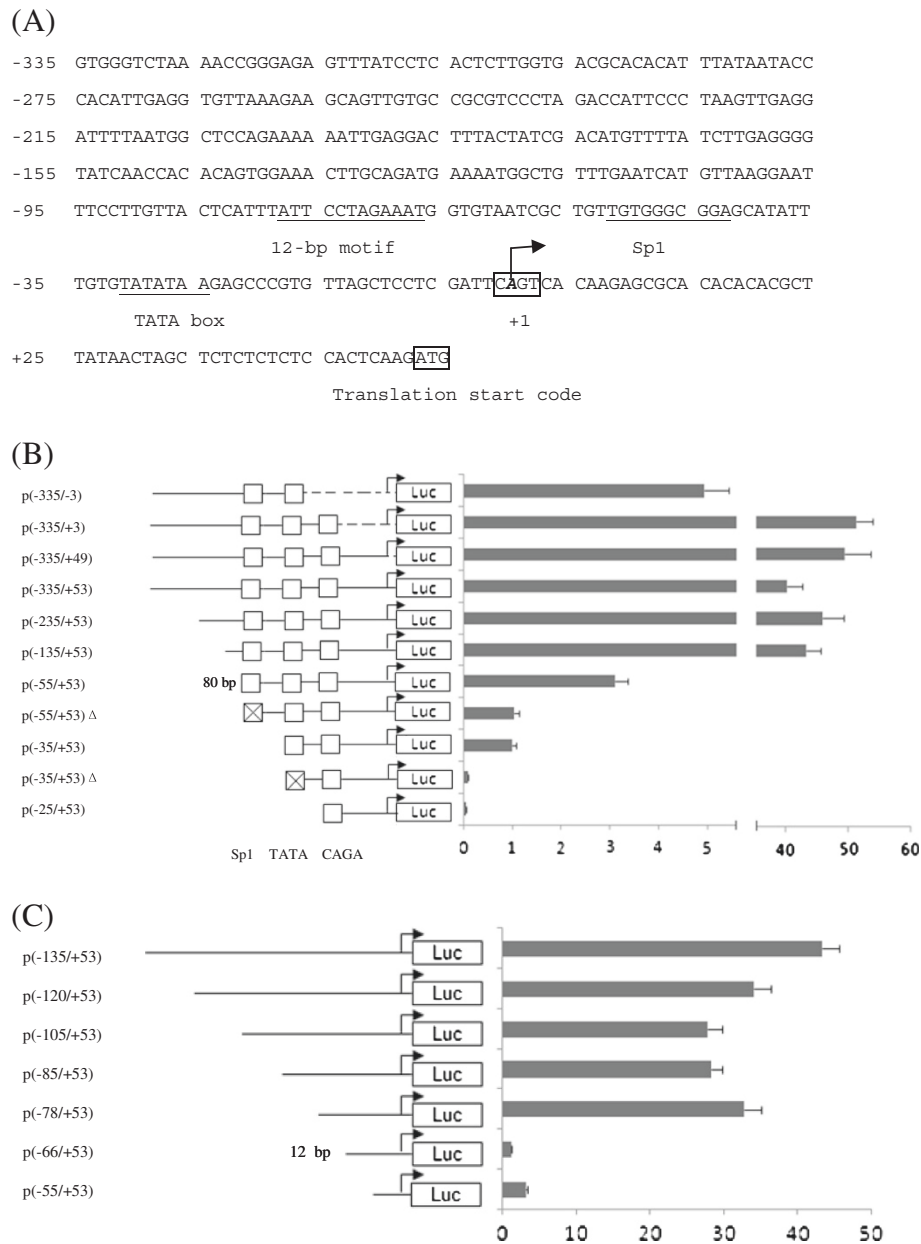 (A)
-335 GTGGGTCTAA AACCGGGAGA GTTTATCCTC ACTCTTGGTG ACGCACACAT TTATAATACC
-275 CACATTGAGG TGTTAAAGAA GCAGTTGTGC CGCGTCCCTA GACCATTCCC TAAGTTGAGG
-215 ATTTTAATGG CTCCAGAAAA AATTGAGGAC TTTACTATCG ACATGTTTTA TCTTGAGGGG
-155 TATCAACCAC ACAGTGGAAA CTTGCAGATG AAAATGGCTG TTTGAATCAT GTTAAGGAAT
-95 TTCCTTGTTA CTCATTTATT CCTAGAAATG GTGTAATCGC TGTTGTGGGC GGAGCATATT
12-bp motif Sp1
-35 TGTGTATATA AGAGCCCGTG TTAGCTCCTC GATTCAGTCA CAAGAGCGCA CACACACGCT
TATA box +1
+25 TATAACTAGC TCTCTCTCTC CACTCAAGATG
Translation start code
(B)
p(-335/-3) Luc
p(-335/+3) Luc
p(-335/+49) Luc
p(-335/+53) Luc
p(-235/+53) Luc
p(-135/+53) Luc
p(-55/+53) 80 bp Luc
p(-55/+53) Δ Luc
p(-35/+53) Luc
p(-35/+53) Δ Luc
p(-25/+53) Luc
0 1 2 3 4 5 40 50 60
Sp1 TATA CAGA
(C)
p(-135/+53) Luc
p(-120/+53) Luc
p(-105/+53) Luc
p(-85/+53) Luc
p(-78/+53) Luc
p(-66/+53) 12 bp Luc
p(-55/+53) Luc
0 10 20 30 40 50